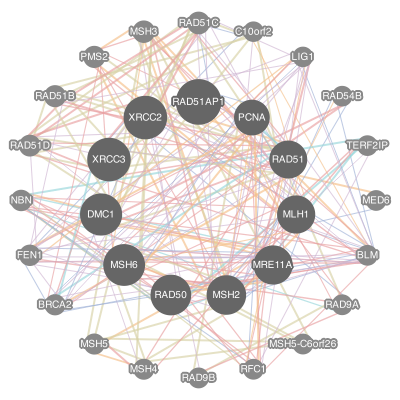 MSH3
RAD51C
C10orf2
PMS2
LIG1
RAD51B
RAD51AP1
RAD54B
XRCC2
PCNA
RAD51D
XRCC3
RAD51
TERF2IP
NBN
DMC1
MLH1
MED6
FEN1
MSH6
MRE11A
BLM
BRCA2
RAD50
MSH2
RAD9A
MSH5
MSH5-C6orf26
MSH4
RAD9B
RFC1